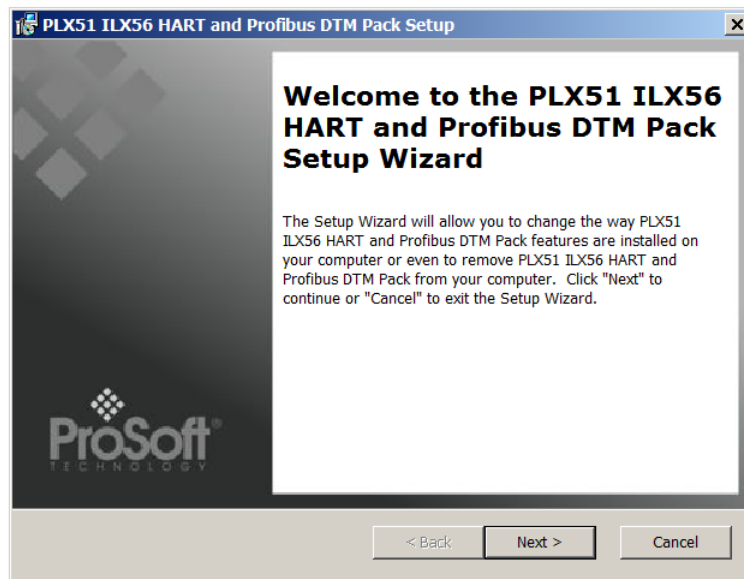 PLX51 ILX56 HART and Profibus DTM Pack Setup
Welcome to the PLX51 ILX56
HART and Profibus DTM Pack
Setup Wizard
The Setup Wizard will allow you to change the way PLX51
ILX56 HART and Profibus DTM Pack features are installed on
your computer or even to remove PLX51 ILX56 HART and
Profibus DTM Pack from your computer. Click "Next" to
continue or "Cancel" to exit the Setup Wizard.
ProSoft®
TECHNOLOGY
< Back
Next >
Cancel